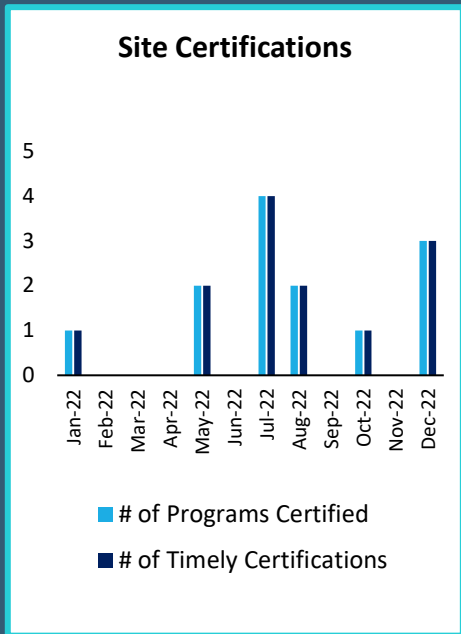 Site Certifications
5
4
3
2
1
0
Jan-22
Feb-22
Mar-22
Apr-22
May-22
Jun-22
Jul-22
Aug-22
Sep-22
Oct-22
Nov-22
Dec-22
# of Programs Certified
# of Timely Certifications